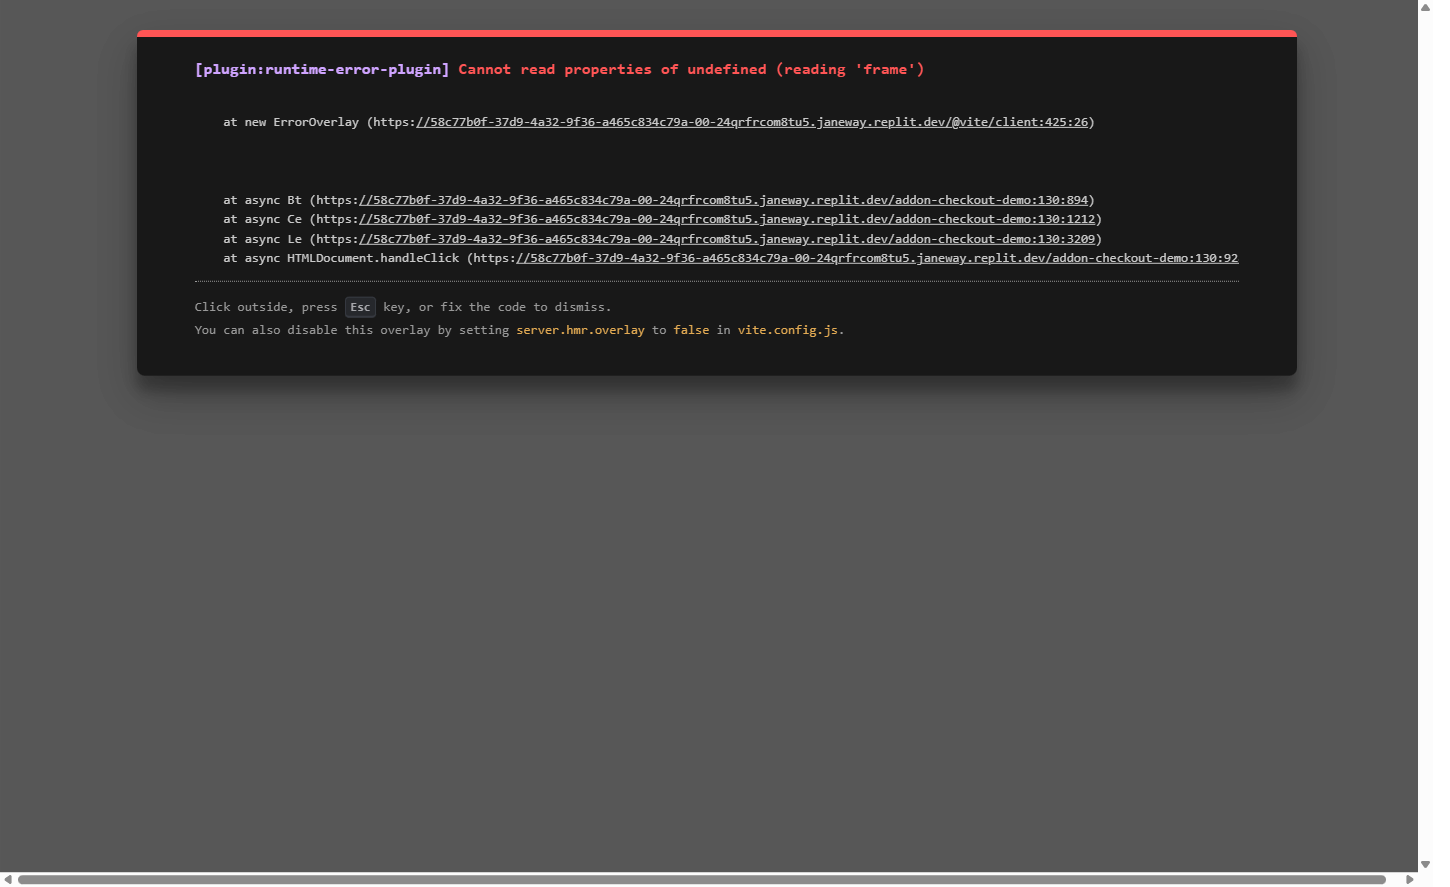 [plugin:runtime-error-plugin] Cannot read properties of undefined (reading 'frame')
at new ErrorOverlay (https://58c77b0f-37d9-4a32-9f36-a465c834c79a-00-24qrfrcom8tu5.janeway.replit.dev/@vite/client:425:26)
at async Bt (https://58c77b0f-37d9-4a32-9f36-a465c834c79a-00-24qrfrcom8tu5.janeway.replit.dev/addon-checkout-demo:130:894)
at async Ce (https://58c77b0f-37d9-4a32-9f36-a465c834c79a-00-24qrfrcom8tu5.janeway.replit.dev/addon-checkout-demo:130:1212)
at async Le (https://58c77b0f-37d9-4a32-9f36-a465c834c79a-00-24qrfrcom8tu5.janeway.replit.dev/addon-checkout-demo:130:3209)
at async HTMLDocument.handleClick (https://58c77b0f-37d9-4a32-9f36-a465c834c79a-00-24qrfrcom8tu5.janeway.replit.dev/addon-checkout-demo:130:92
Click outside, press Esc key, or fix the code to dismiss.
You can also disable this overlay by setting server.hmr.overlay to false in vite.config.js.